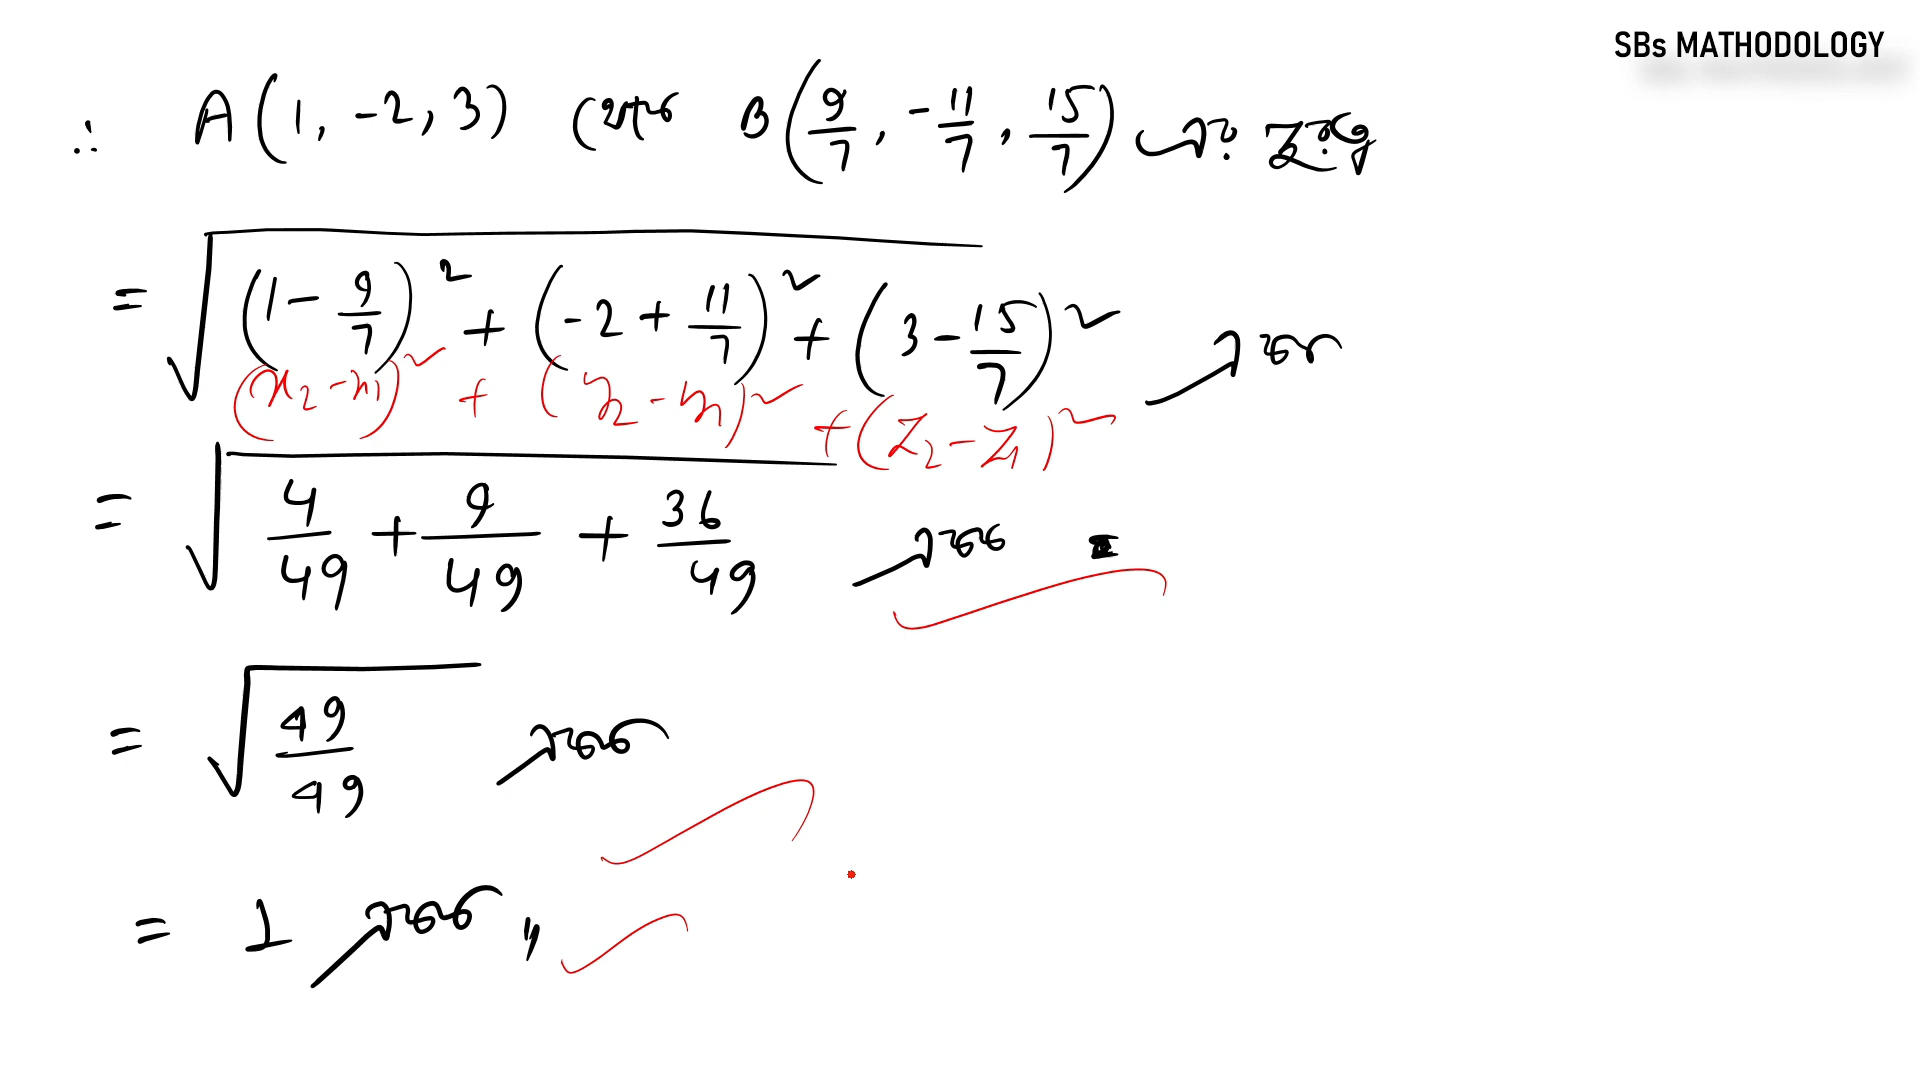 SBs MATHODOLOGY
∴ A(1, -2, 3) থেকে B(9/7, -11/7, 15/7) এর দূরত্ব
= √((1 - 9/7)² + (-2 + 11/7)² + (3 - 15/7)²) একক
(x₂ - x₁)² + (y₂ - y₁)² + (z₂ - z₁)²
= √(4/49 + 9/49 + 36/49) একক
= √(49/49) একক
= 1 একক